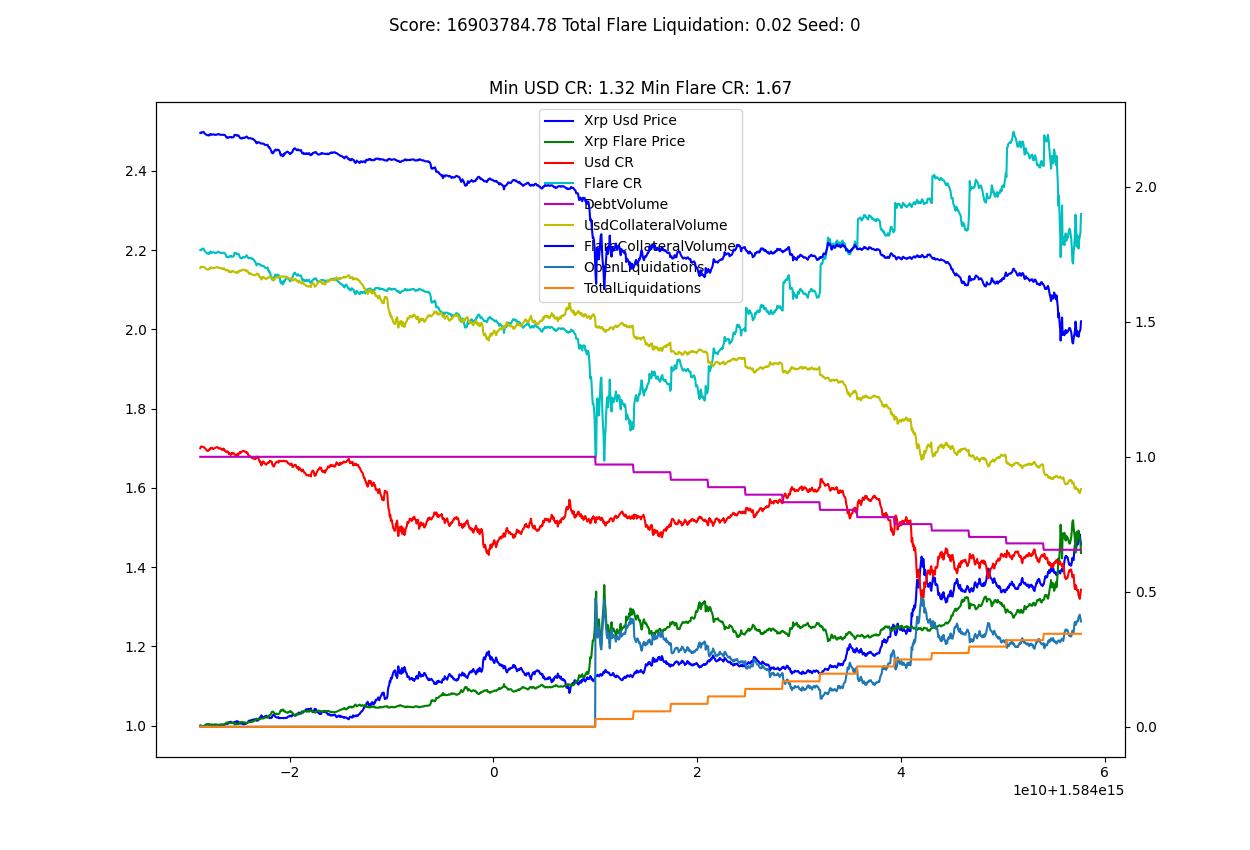 Score: 16903784.78 Total Flare Liquidation: 0.02 Seed: 0
Min USD CR: 1.32 Min Flare CR: 1.67
Xrp Usd Price
Xrp Flare Price
Usd CR
Flare CR
DebtVolume
UsdCollateralVolume
FlareCollateralVolume
OpenLiquidations
TotalLiquidations
2.4
2.2
2.0
1.8
1.6
1.4
1.2
1.0
2.0
1.5
1.0
0.5
0.0
−2 0 2 4 6
1e10+1.584e15